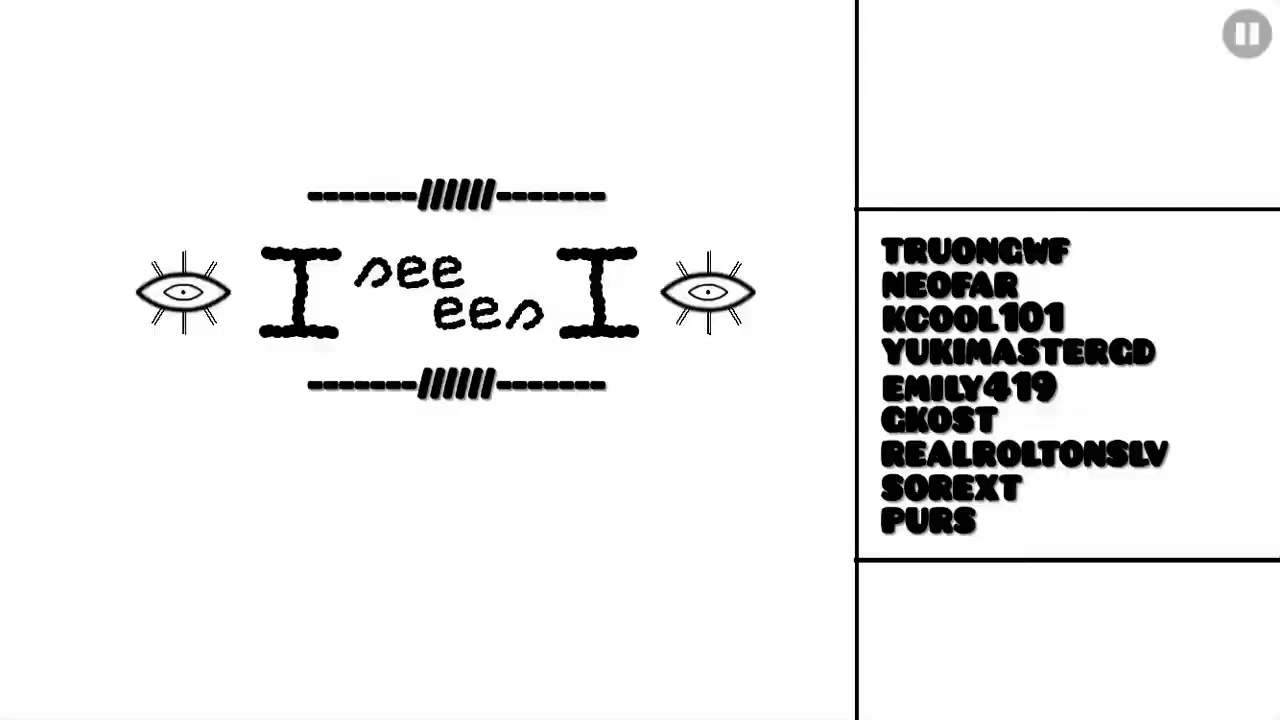 -------//////-------
I see
ees I
-------//////-------
TRUONGWF
NEOFAR
KCOOL101
YUKIMASTERGD
EMILY419
GKOST
REALROLTONSLV
SOREXT
PURS